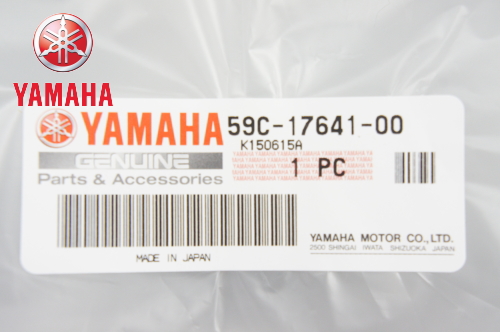 YAMAHA
YAMAHA 59C-17641-00
K150615A
GENUINE
Parts & Accessories
1 PC
MADE IN JAPAN
YAMAHA MOTOR CO., LTD.
2500 SHINGAI IWATA SHIZUOKA JAPAN